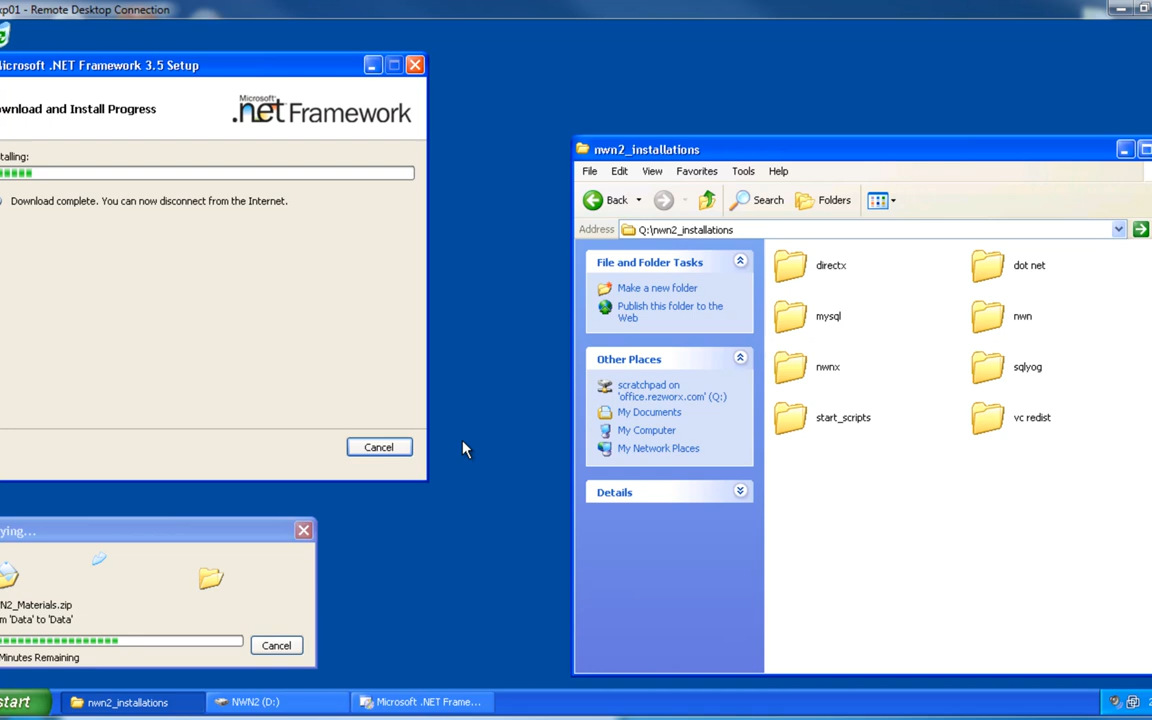 xp01 - Remote Desktop Connection
Microsoft .NET Framework 3.5 Setup
ownload and Install Progress
Microsoft
.net Framework
talling:
Download complete. You can now disconnect from the Internet.
Cancel
ying...
N2_Materials.zip
m 'Data' to 'Data'
Minutes Remaining
Cancel
nwn2_installations
File Edit View Favorites Tools Help
Back Search Folders
Address Q:\nwn2_installations
File and Folder Tasks
Make a new folder
Publish this folder to the
Web
Other Places
scratchpad on
'office.rezworx.com' (Q:)
My Documents
My Computer
My Network Places
Details
directx dot net
mysql nwn
nwnx sqlyog
start_scripts vc redist
start nwn2_installations NWN2 (D:) Microsoft .NET Frame... 2